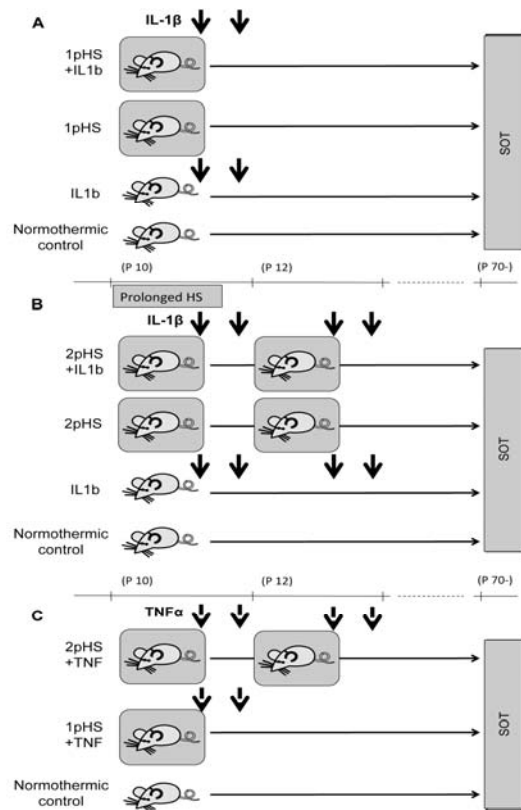 A
IL-1β
1pHS
+IL1b
1pHS
IL1b
Normothermic
control
SOT
(P 10)
(P 12)
(P 70-)
Prolonged HS
B
IL-1β
2pHS
+IL1b
2pHS
IL1b
Normothermic
control
SOT
(P 10)
(P 12)
(P 70-)
C
TNFα
2pHS
+TNF
1pHS
+TNF
Normothermic
control
SOT